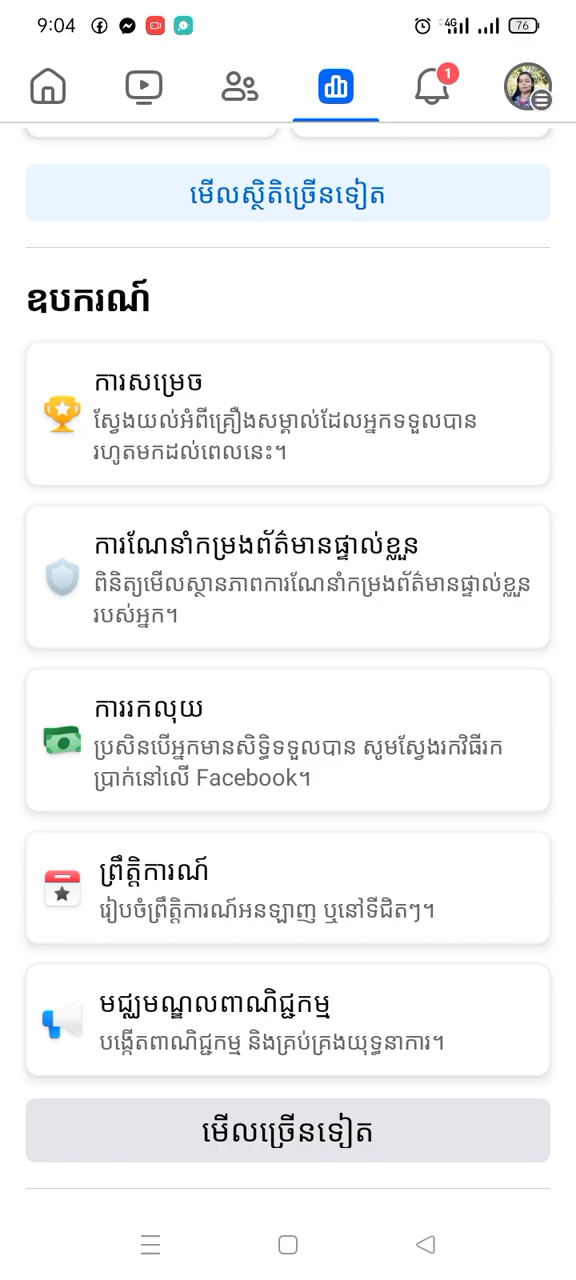 9:04
4G
76
1
មើលស្ថិតិច្រើនទៀត
ឧបករណ៍
ការសម្រេច
ស្វែងយល់អំពីគ្រឿងសម្គាល់ដែលអ្នកទទួលបាន
រហូតមកដល់ពេលនេះ។
ការណែនាំកម្រងព័ត៌មានផ្ទាល់ខ្លួន
ពិនិត្យមើលស្ថានភាពការណែនាំកម្រងព័ត៌មានផ្ទាល់ខ្លួន
របស់អ្នក។
ការរកលុយ
ប្រសិនបើអ្នកមានសិទ្ធិទទួលបាន សូមស្វែងរកវិធីរក
ប្រាក់នៅលើ Facebook។
ព្រឹត្តិការណ៍
រៀបចំព្រឹត្តិការណ៍អនឡាញ ឬនៅទីជិតៗ។
មជ្ឈមណ្ឌលពាណិជ្ជកម្ម
បង្កើតពាណិជ្ជកម្ម និងគ្រប់គ្រងយុទ្ធនាការ។
មើលច្រើនទៀត